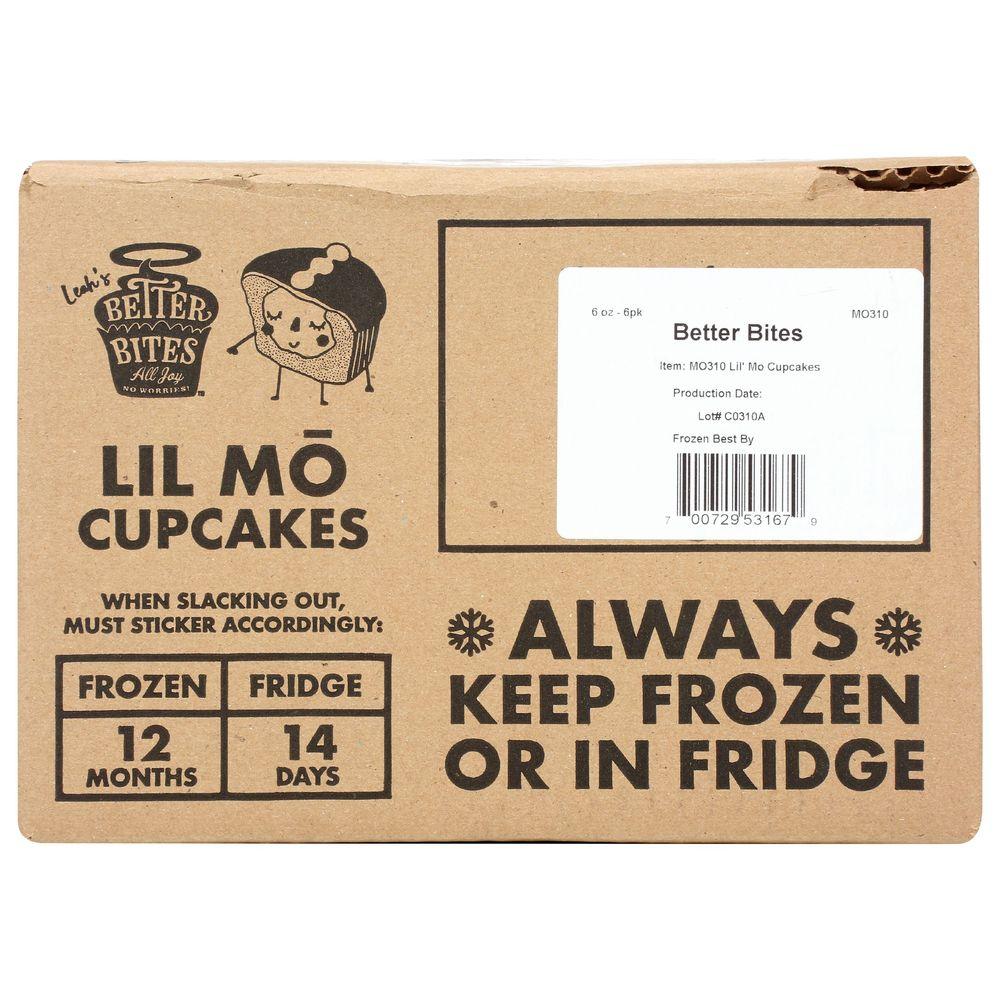 Leah's
BETTER
BITES
All Joy
NO WORRIES!
TM
LIL MŌ
CUPCAKES
WHEN SLACKING OUT,
MUST STICKER ACCORDINGLY:
FROZEN FRIDGE
12 14
MONTHS DAYS
6 oz - 6pk MO310
Better Bites
Item: MO310 Lil' Mo Cupcakes
Production Date:
Lot# C0310A
Frozen Best By
7 00729 53167 9
ALWAYS
KEEP FROZEN
OR IN FRIDGE